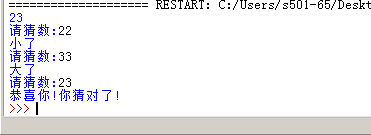 =================== RESTART: C:/Users/s501-65/Deskt
23
请猜数:22
小了
请猜数:33
大了
请猜数:23
恭喜你!你猜对了!
>>>